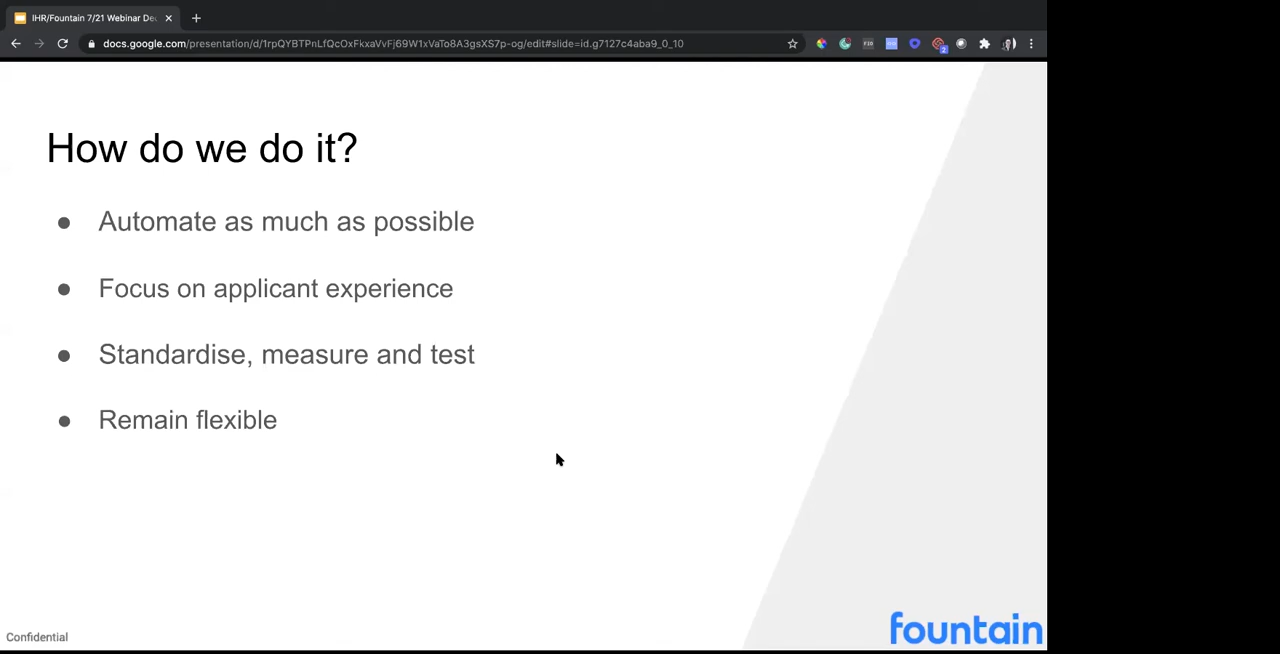 IHR/Fountain 7/21 Webinar De
docs.google.com/presentation/d/1rpQYBTPnLfQcOxFkxaVvFj69W1xVaTo8A3gsXS7p-og/edit#slide=id.g7127c4aba9_0_10
2
How do we do it?
● Automate as much as possible
● Focus on applicant experience
● Standardise, measure and test
● Remain flexible
Confidential
fountain